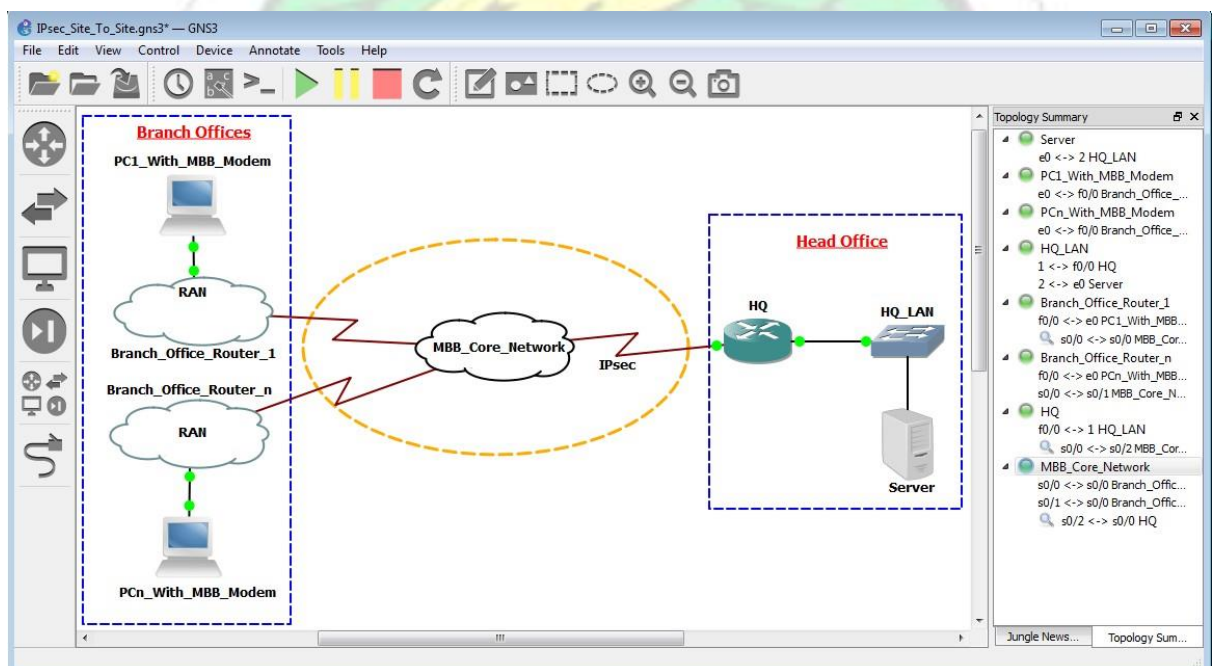 IPsec_Site_To_Site.gns3* — GNS3
File Edit View Control Device Annotate Tools Help
Branch Offices
PC1_With_MBB_Modem
RAN
Branch_Office_Router_1
Branch_Office_Router_n
RAN
PCn_With_MBB_Modem
MBB_Core_Network
IPsec
Head Office
HQ
HQ_LAN
Server
Topology Summary
Server
e0 <-> 2 HQ_LAN
PC1_With_MBB_Modem
e0 <-> f0/0 Branch_Office_...
PCn_With_MBB_Modem
e0 <-> f0/0 Branch_Office_...
HQ_LAN
1 <-> f0/0 HQ
2 <-> e0 Server
Branch_Office_Router_1
f0/0 <-> e0 PC1_With_MBB...
s0/0 <-> s0/0 MBB_Cor...
Branch_Office_Router_n
f0/0 <-> e0 PCn_With_MBB...
s0/0 <-> s0/1 MBB_Core_N...
HQ
f0/0 <-> 1 HQ_LAN
s0/0 <-> s0/2 MBB_Cor...
MBB_Core_Network
s0/0 <-> s0/0 Branch_Offic...
s0/1 <-> s0/0 Branch_Offic...
s0/2 <-> s0/0 HQ
Jungle News... Topology Sum...